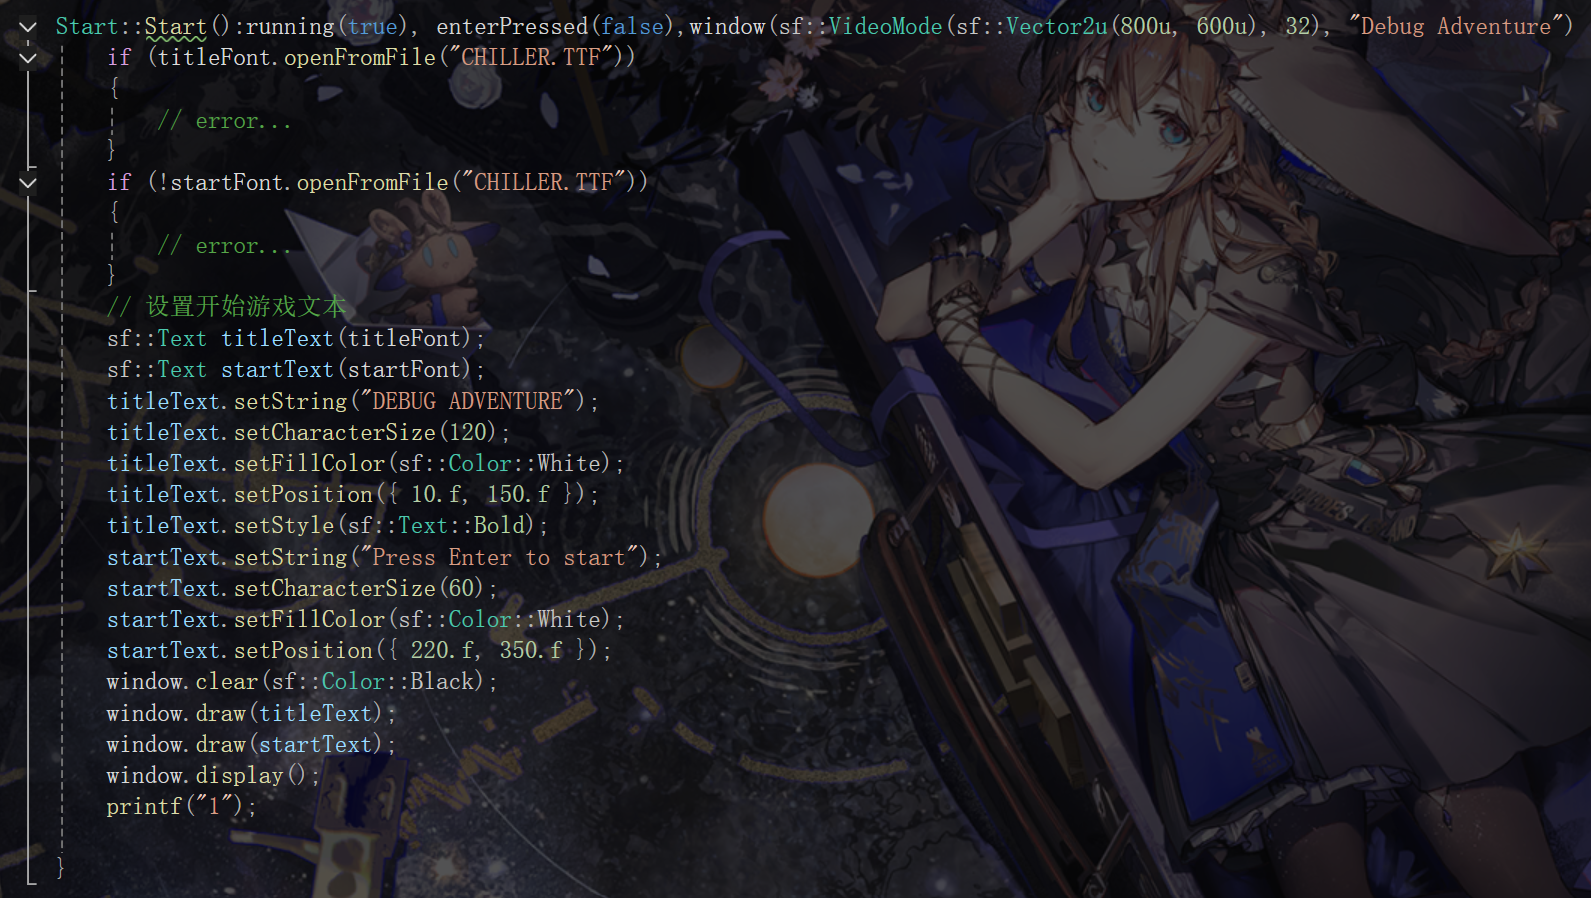 Start::Start():running(true), enterPressed(false),window(sf::VideoMode(sf::Vector2u(800u, 600u), 32), "Debug Adventure")
if (titleFont.openFromFile("CHILLER.TTF"))
{
// error...
}
if (!startFont.openFromFile("CHILLER.TTF"))
{
// error...
}
// 设置开始游戏文本
sf::Text titleText(titleFont);
sf::Text startText(startFont);
titleText.setString("DEBUG ADVENTURE");
titleText.setCharacterSize(120);
titleText.setFillColor(sf::Color::White);
titleText.setPosition({ 10.f, 150.f });
titleText.setStyle(sf::Text::Bold);
startText.setString("Press Enter to start");
startText.setCharacterSize(60);
startText.setFillColor(sf::Color::White);
startText.setPosition({ 220.f, 350.f });
window.clear(sf::Color::Black);
window.draw(titleText);
window.draw(startText);
window.display();
printf("1");
}